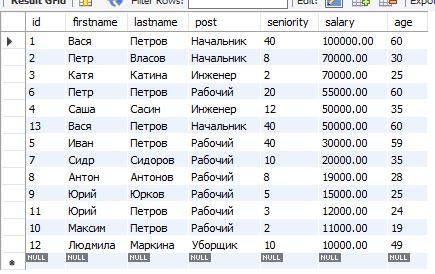 Result Grid Filter Rows: Edit: Expor
id firstname lastname post seniority salary age
1 Вася Петров Начальник 40 100000.00 60
2 Петр Власов Начальник 8 70000.00 30
3 Катя Катина Инженер 2 70000.00 25
6 Петр Петров Рабочий 20 55000.00 60
4 Саша Сасин Инженер 12 50000.00 35
13 Вася Петров Начальник 40 50000.00 60
5 Иван Петров Рабочий 40 30000.00 59
7 Сидр Сидоров Рабочий 10 20000.00 35
8 Антон Антонов Рабочий 8 19000.00 28
9 Юрий Юрков Рабочий 5 15000.00 25
11 Юрий Петров Рабочий 3 12000.00 24
10 Максим Петров Рабочий 2 11000.00 19
12 Людмила Маркина Уборщик 10 10000.00 49
NULL NULL NULL NULL NULL NULL NULL